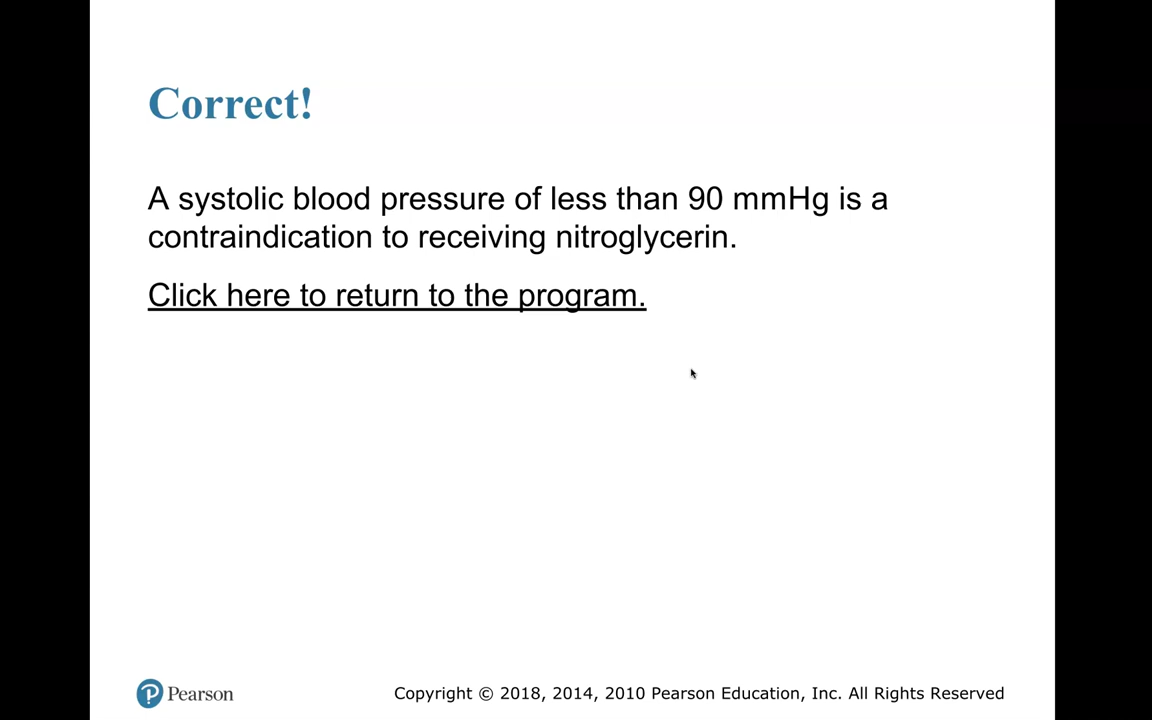 Correct!
A systolic blood pressure of less than 90 mmHg is a
contraindication to receiving nitroglycerin.
Click here to return to the program.
Pearson
Copyright © 2018, 2014, 2010 Pearson Education, Inc. All Rights Reserved